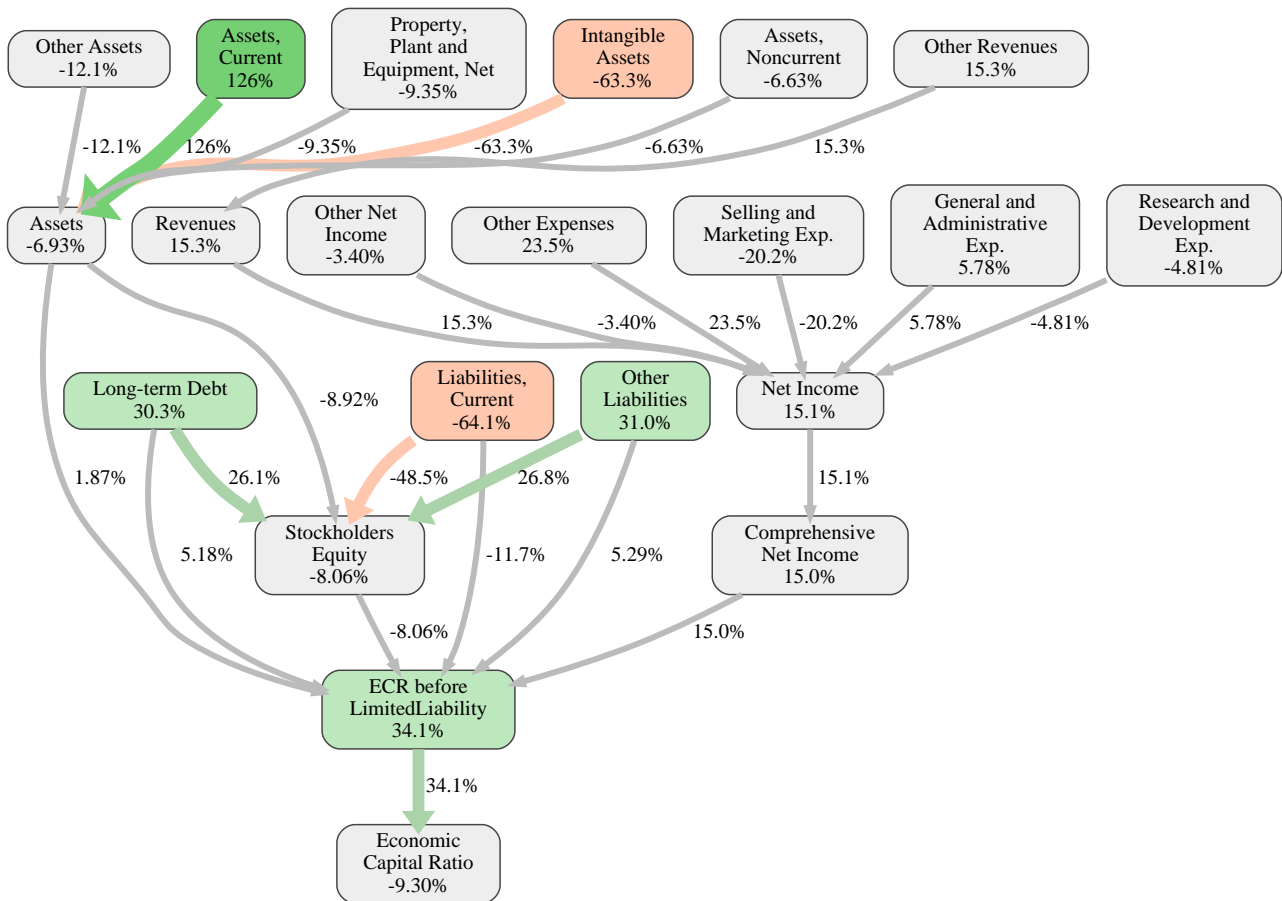 Other Assets
-12.1%
Assets,
Current
126%
Property,
Plant and
Equipment, Net
-9.35%
Intangible
Assets
-63.3%
Assets,
Noncurrent
-6.63%
Other Revenues
15.3%
-12.1%
126%
-9.35%
-63.3%
-6.63%
15.3%
Assets
-6.93%
Revenues
15.3%
Other Net
Income
-3.40%
Other Expenses
23.5%
Selling and
Marketing Exp.
-20.2%
General and
Administrative
Exp.
5.78%
Research and
Development
Exp.
-4.81%
15.3%
-3.40%
23.5%
-20.2%
5.78%
-4.81%
Long-term Debt
30.3%
-8.92%
Liabilities,
Current
-64.1%
Other
Liabilities
31.0%
Net Income
15.1%
1.87%
26.1%
-48.5%
26.8%
15.1%
5.18%
Stockholders
Equity
-8.06%
-11.7%
5.29%
Comprehensive
Net Income
15.0%
-8.06%
15.0%
ECR before
LimitedLiability
34.1%
34.1%
Economic
Capital Ratio
-9.30%